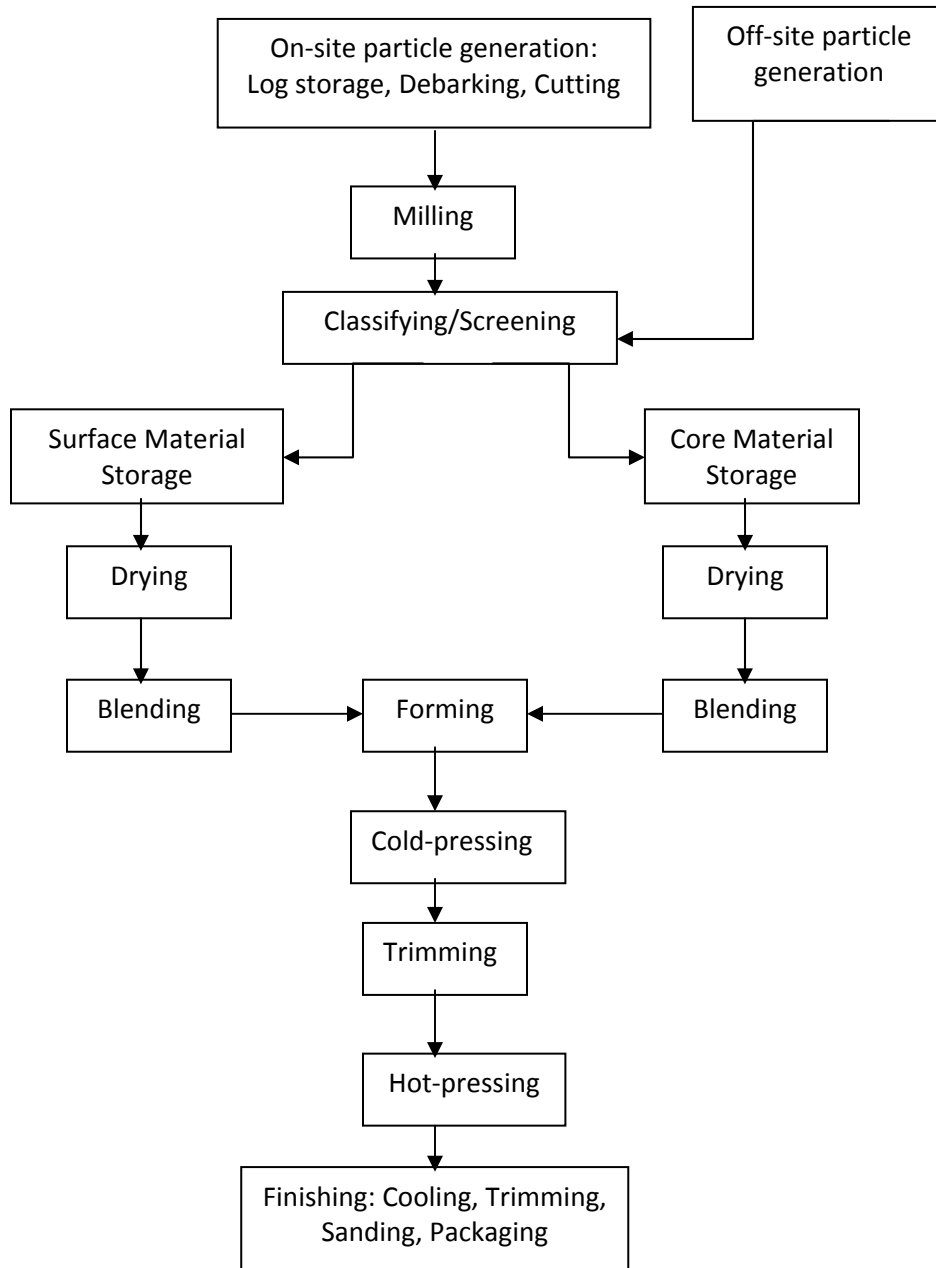 On-site particle generation:
Log storage, Debarking, Cutting
Off-site particle
generation
Milling
Classifying/Screening
Surface Material
Storage
Core Material
Storage
Drying
Drying
Blending
Forming
Blending
Cold-pressing
Trimming
Hot-pressing
Finishing: Cooling, Trimming,
Sanding, Packaging